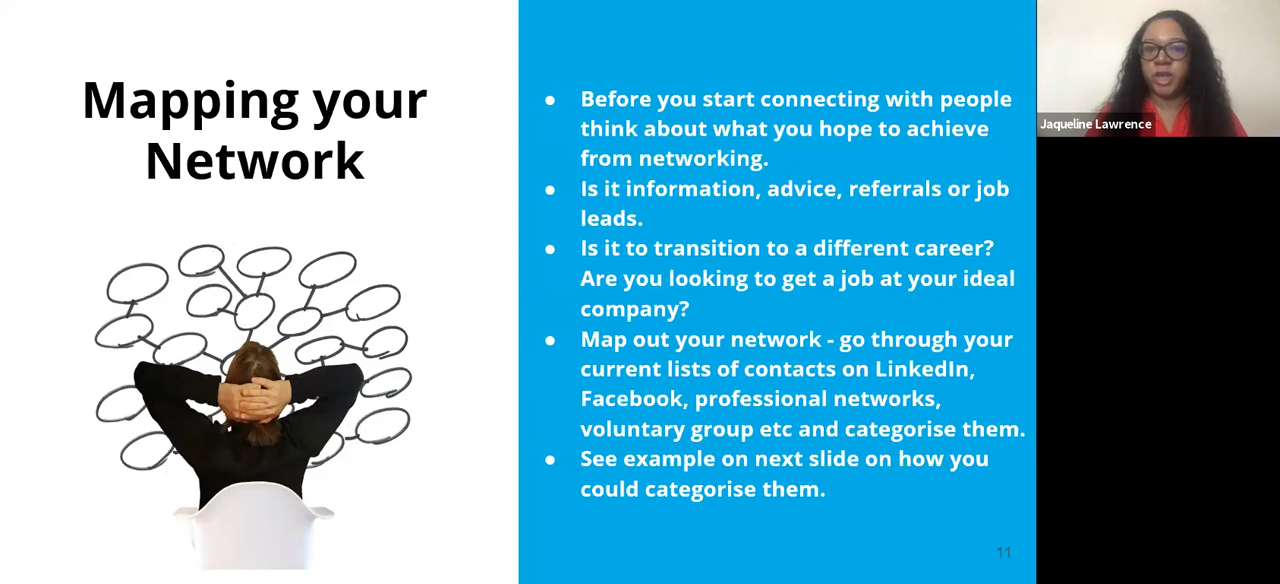 Mapping your
Network
● Before you start connecting with people
think about what you hope to achieve
from networking.
● Is it information, advice, referrals or job
leads.
● Is it to transition to a different career?
Are you looking to get a job at your ideal
company?
● Map out your network - go through your
current lists of contacts on LinkedIn,
Facebook, professional networks,
voluntary group etc and categorise them.
● See example on next slide on how you
could categorise them.
11
Jaqueline Lawrence